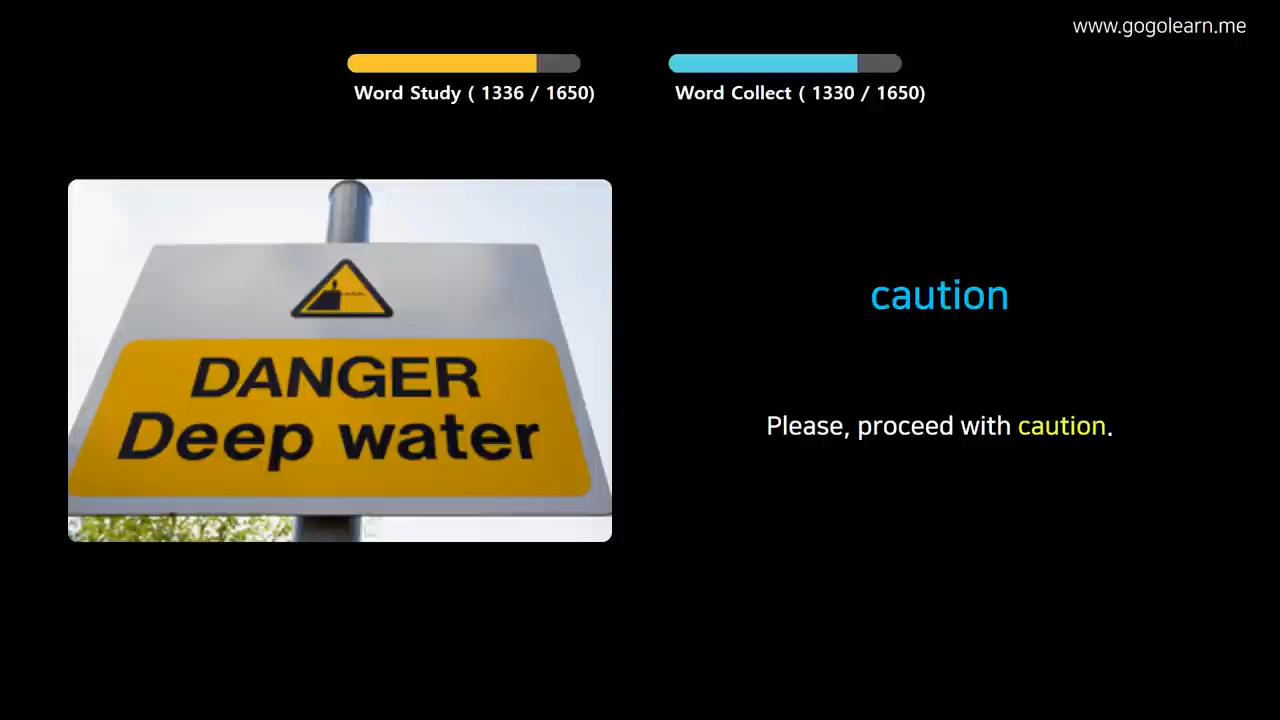 www.gogolearn.me
Word Study ( 1336 / 1650)
Word Collect ( 1330 / 1650)
DANGER
Deep water
caution
Please, proceed with caution.